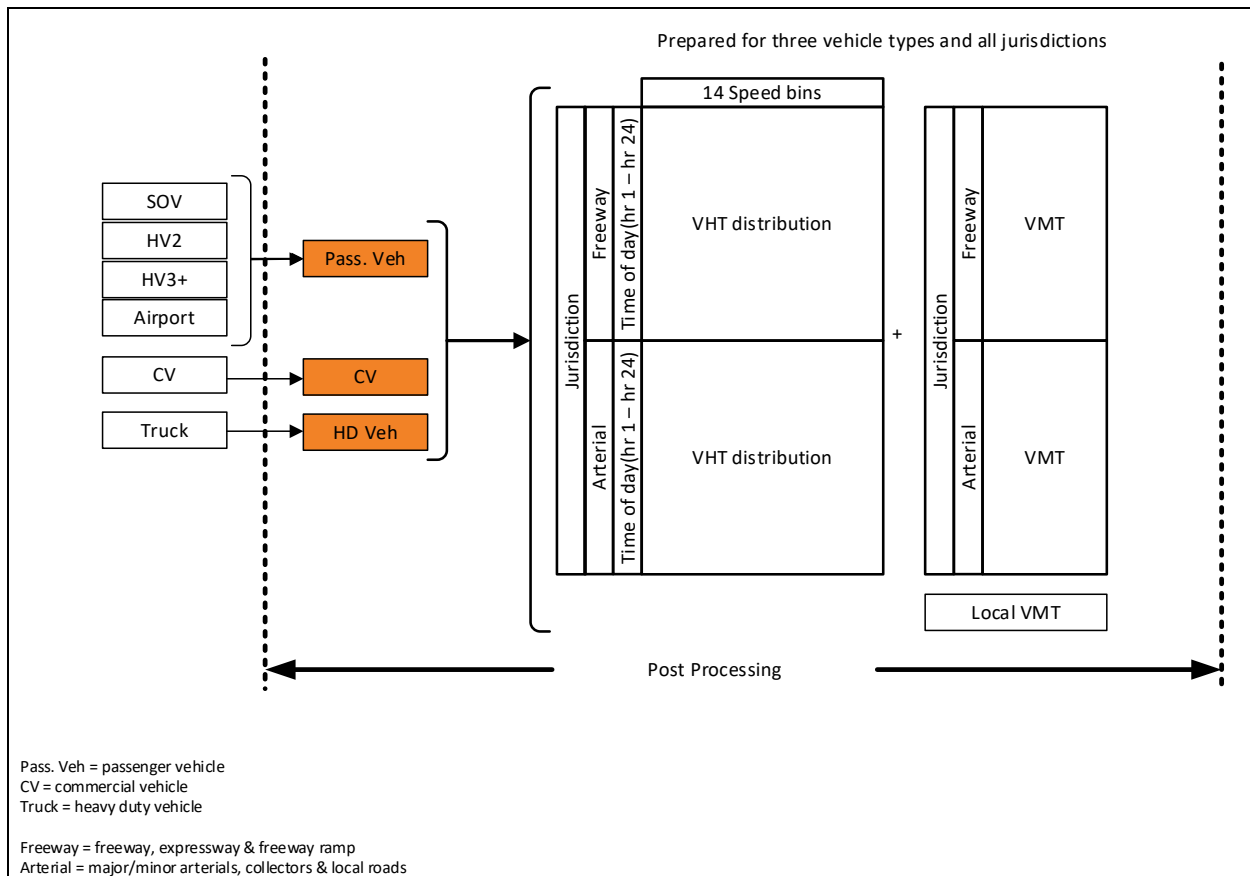 Prepared for three vehicle types and all jurisdictions
14 Speed bins
SOV
HV2
HV3+
Airport
CV
Truck
Pass. Veh
CV
HD Veh
Jurisdiction
Freeway
Time of day(hr 1 – hr 24)
VHT distribution
Arterial
Time of day(hr 1 – hr 24)
VHT distribution
+
Jurisdiction
Freeway
VMT
Arterial
VMT
Local VMT
Post Processing
Pass. Veh = passenger vehicle
CV = commercial vehicle
Truck = heavy duty vehicle
Freeway = freeway, expressway & freeway ramp
Arterial = major/minor arterials, collectors & local roads